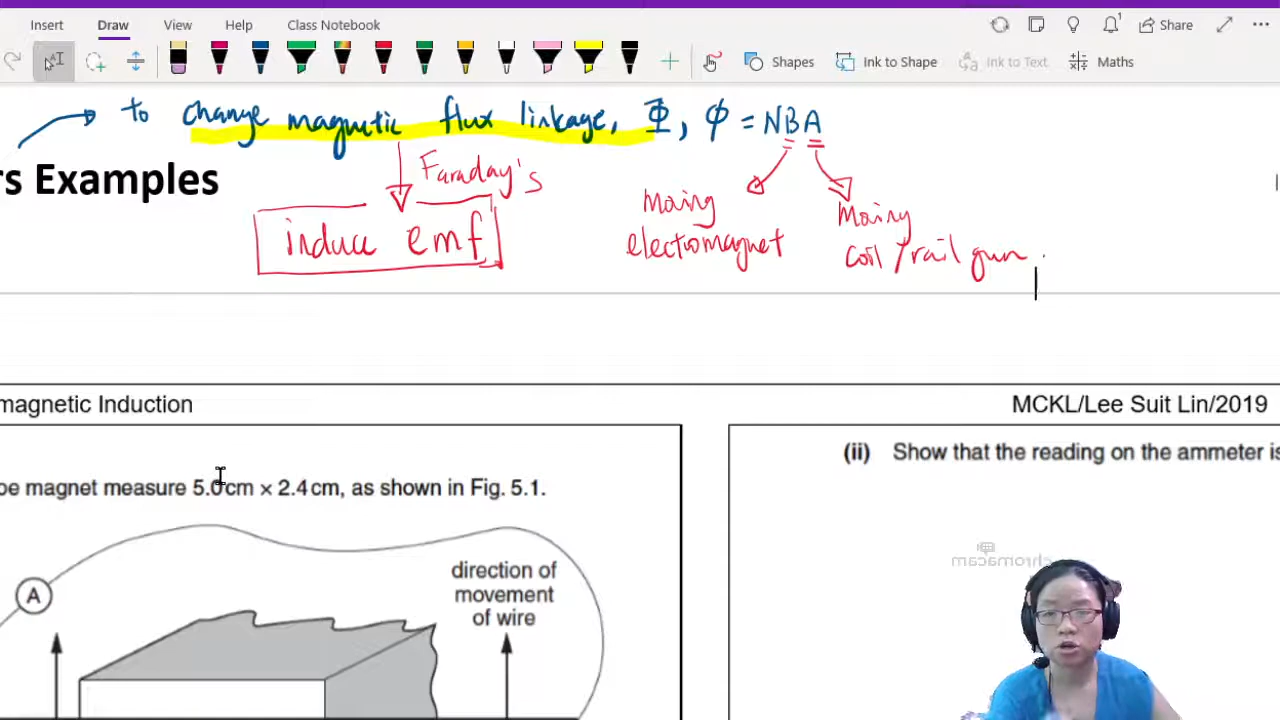 Insert Draw View Help Class Notebook Share
Shapes Ink to Shape Ink to Text Maths
to change magnetic flux linkage, Φ, φ = NBA
rs Examples
Faraday's
induce emf
electromagnet
coil / rail gun.
magnetic Induction
MCKL/Lee Suit Lin/2019
pe magnet measure 5.0 cm × 2.4 cm, as shown in Fig. 5.1.
(ii) Show that the reading on the ammeter is
direction of
movement
of wire
A
chromacam